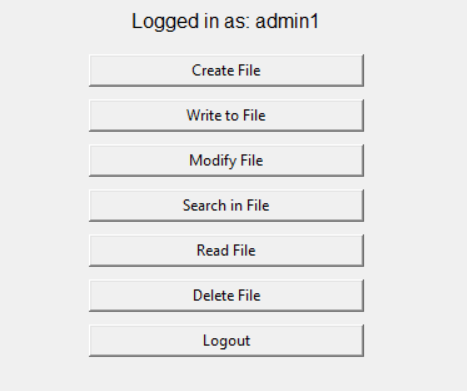 Logged in as: admin1
Create File
Write to File
Modify File
Search in File
Read File
Delete File
Logout